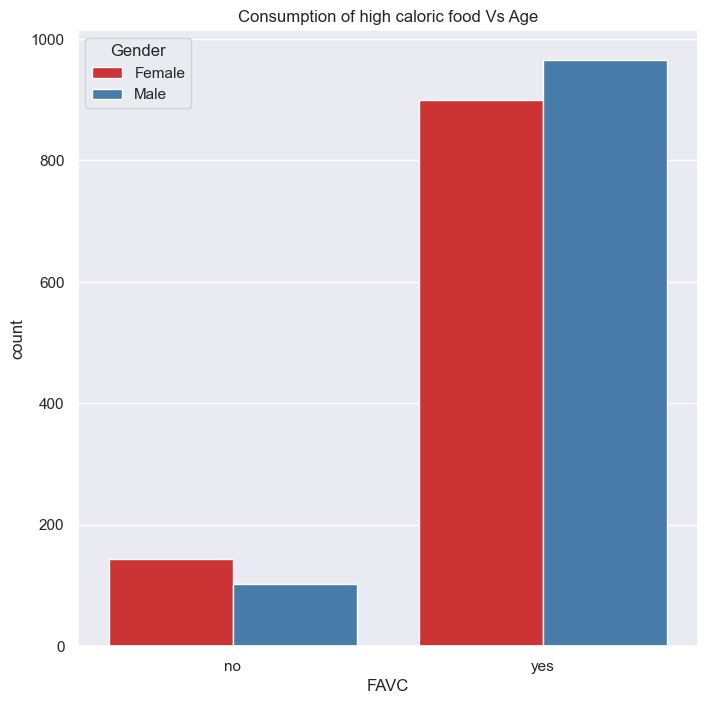 Consumption of high caloric food Vs Age
Gender
Female
Male
1000
800
600
400
200
0
count
no
yes
FAVC